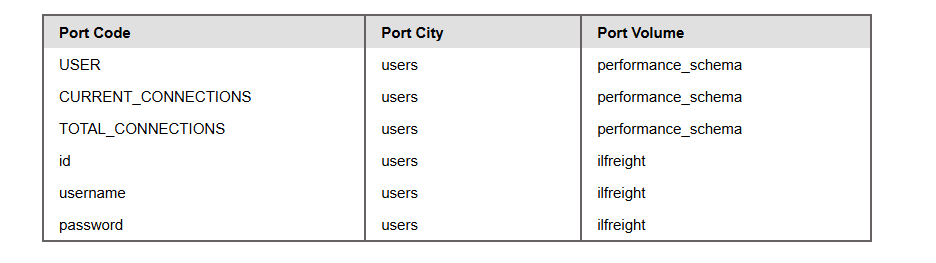 Port Code Port City Port Volume
USER users performance_schema
CURRENT_CONNECTIONS users performance_schema
TOTAL_CONNECTIONS users performance_schema
id users ilfreight
username users ilfreight
password users ilfreight